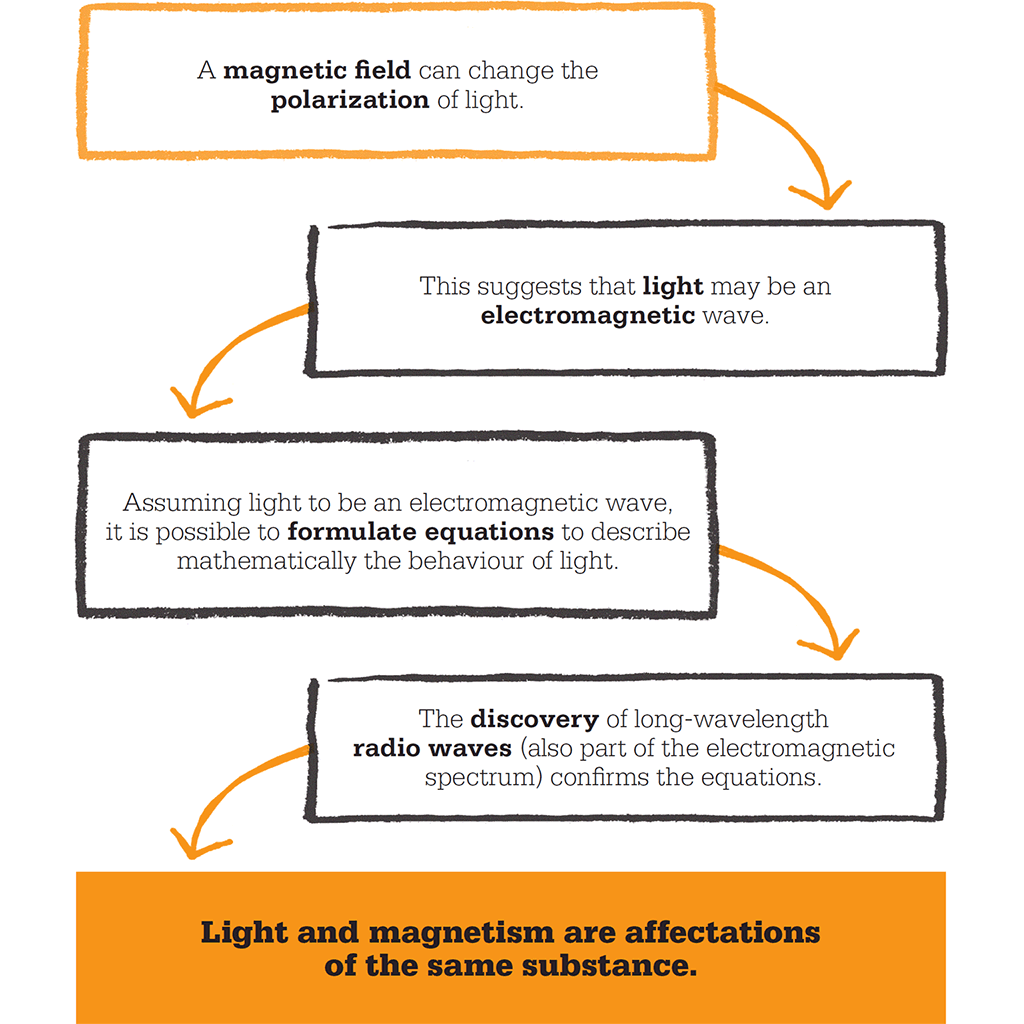 A magnetic field can change the
polarization of light.
This suggests that light may be an
electromagnetic wave.
Assuming light to be an electromagnetic wave,
it is possible to formulate equations to describe
mathematically the behaviour of light.
The discovery of long-wavelength
radio waves (also part of the electromagnetic
spectrum) confirms the equations.
Light and magnetism are affectations
of the same substance.